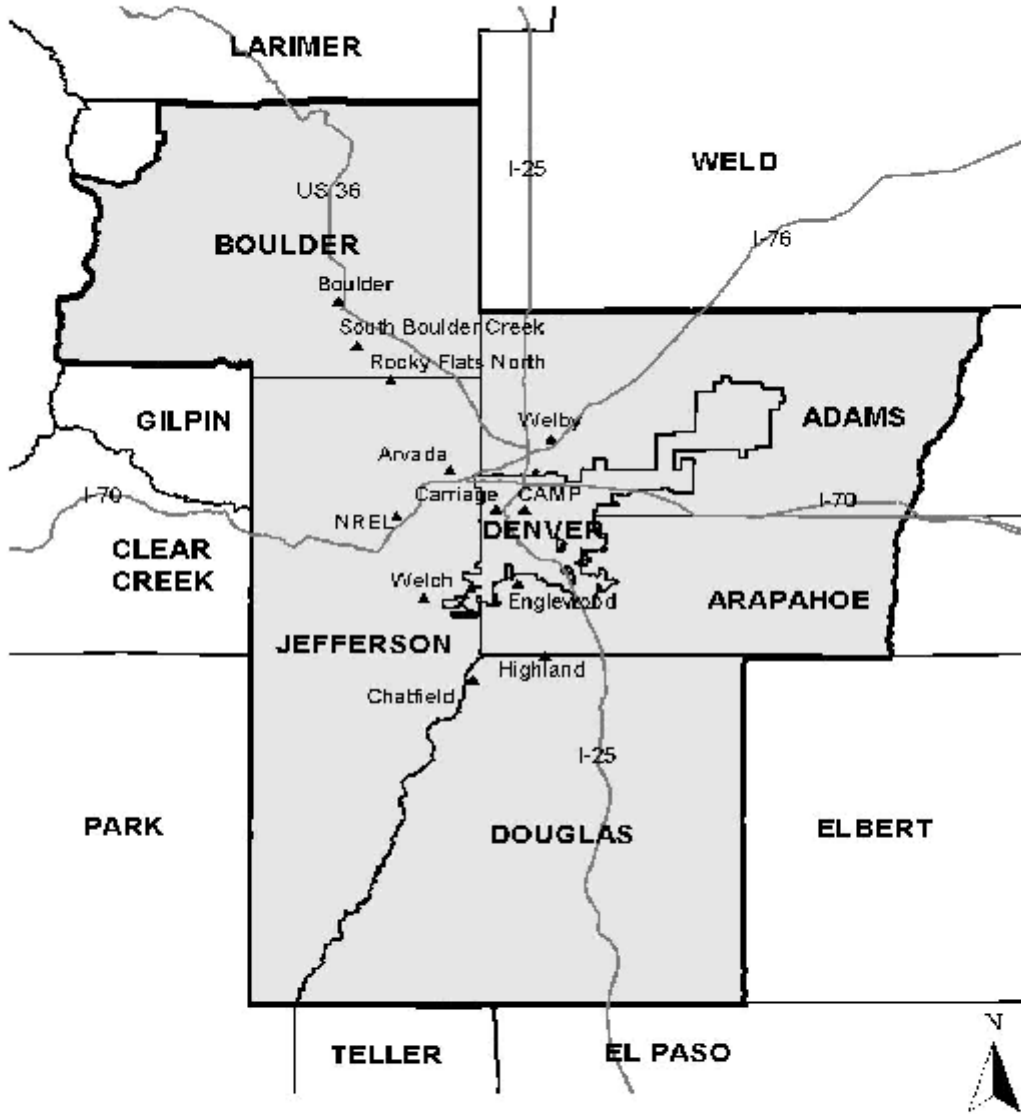 LARIMER
I-25
WELD
US 36
I-76
BOULDER
Boulder
South Boulder Creek
Rocky Flats North
GILPIN
ADAMS
Welby
Arvada
I-70
Carriage
CAMP
I-70
NREL
DENVER
CLEAR
CREEK
Welch
Englewood
ARAPAHOE
JEFFERSON
Highland
Chatfield
I-25
PARK
DOUGLAS
ELBERT
N
TELLER
EL PASO